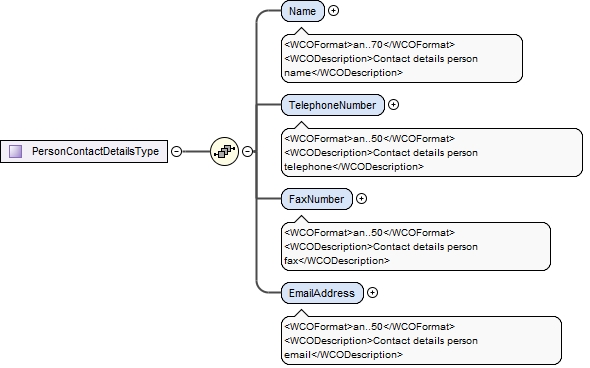 Name
<WCOFormat>an..70</WCOFormat>
<WCODescription>Contact details person
name</WCODescription>
TelephoneNumber
<WCOFormat>an..50</WCOFormat>
<WCODescription>Contact details person
telephone</WCODescription>
PersonContactDetailsType
FaxNumber
<WCOFormat>an..50</WCOFormat>
<WCODescription>Contact details person
fax</WCODescription>
EmailAddress
<WCOFormat>an..50</WCOFormat>
<WCODescription>Contact details person
email</WCODescription>